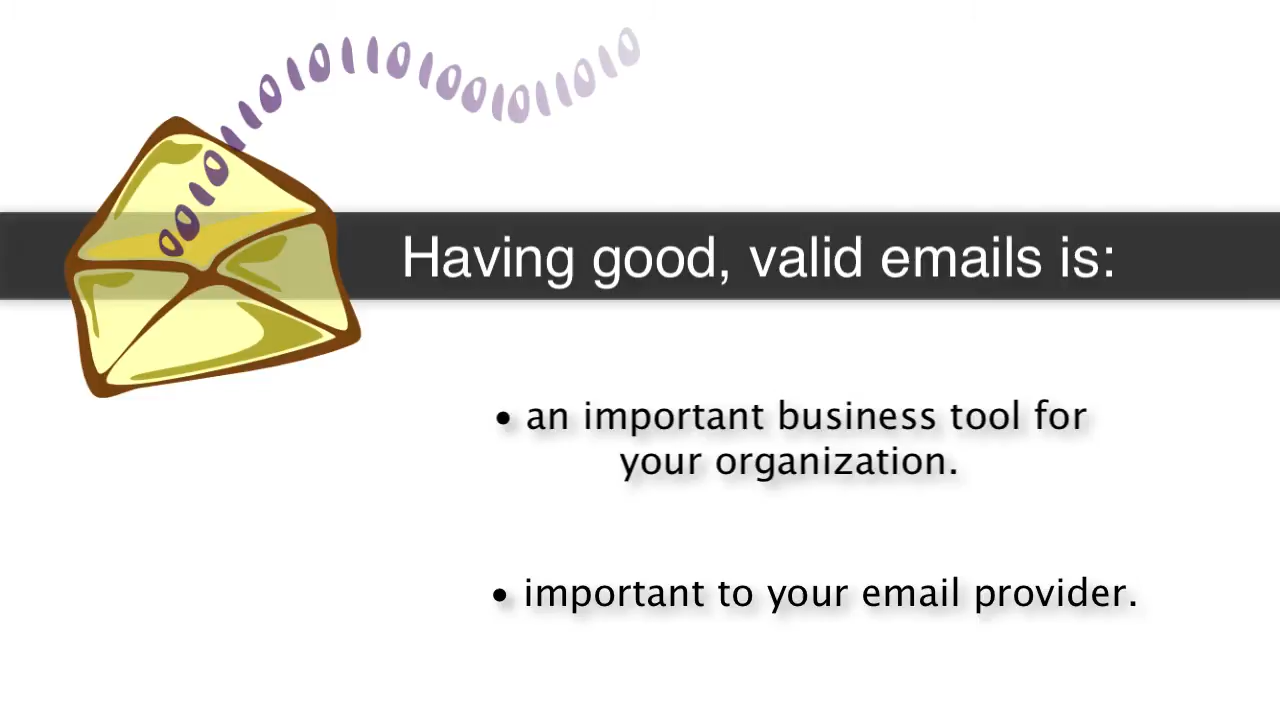 Having good, valid emails is:
• an important business tool for
your organization.
• important to your email provider.